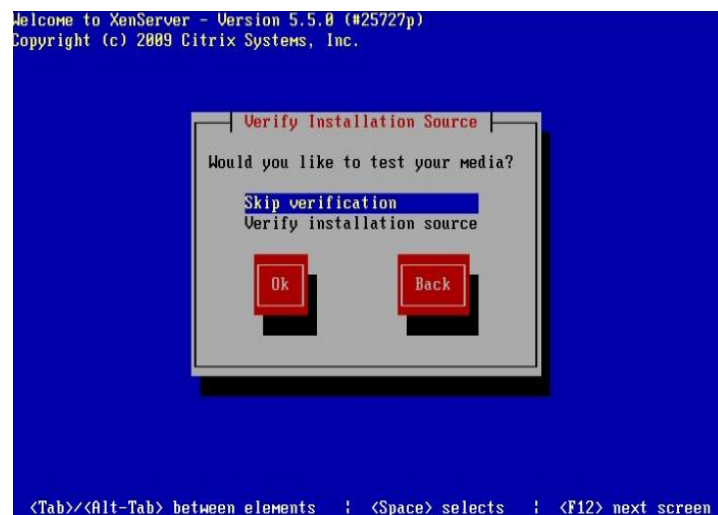 Welcome to XenServer - Version 5.5.0 (#25727p)
Copyright (c) 2009 Citrix Systems, Inc.
Verify Installation Source
Would you like to test your media?
Skip verification
Verify installation source
Ok Back
<Tab>/<Alt-Tab> between elements | <Space> selects | <F12> next screen